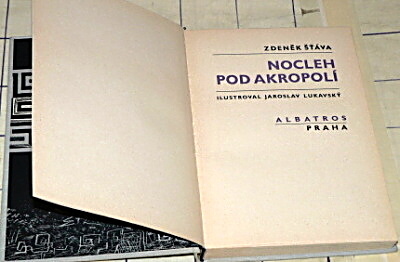 ZDENĚK ŠŤÁVA
NOCLEH
POD AKROPOLÍ
ILUSTROVAL JAROSLAV LUKAVSKÝ
ALBATROS
PRAHA